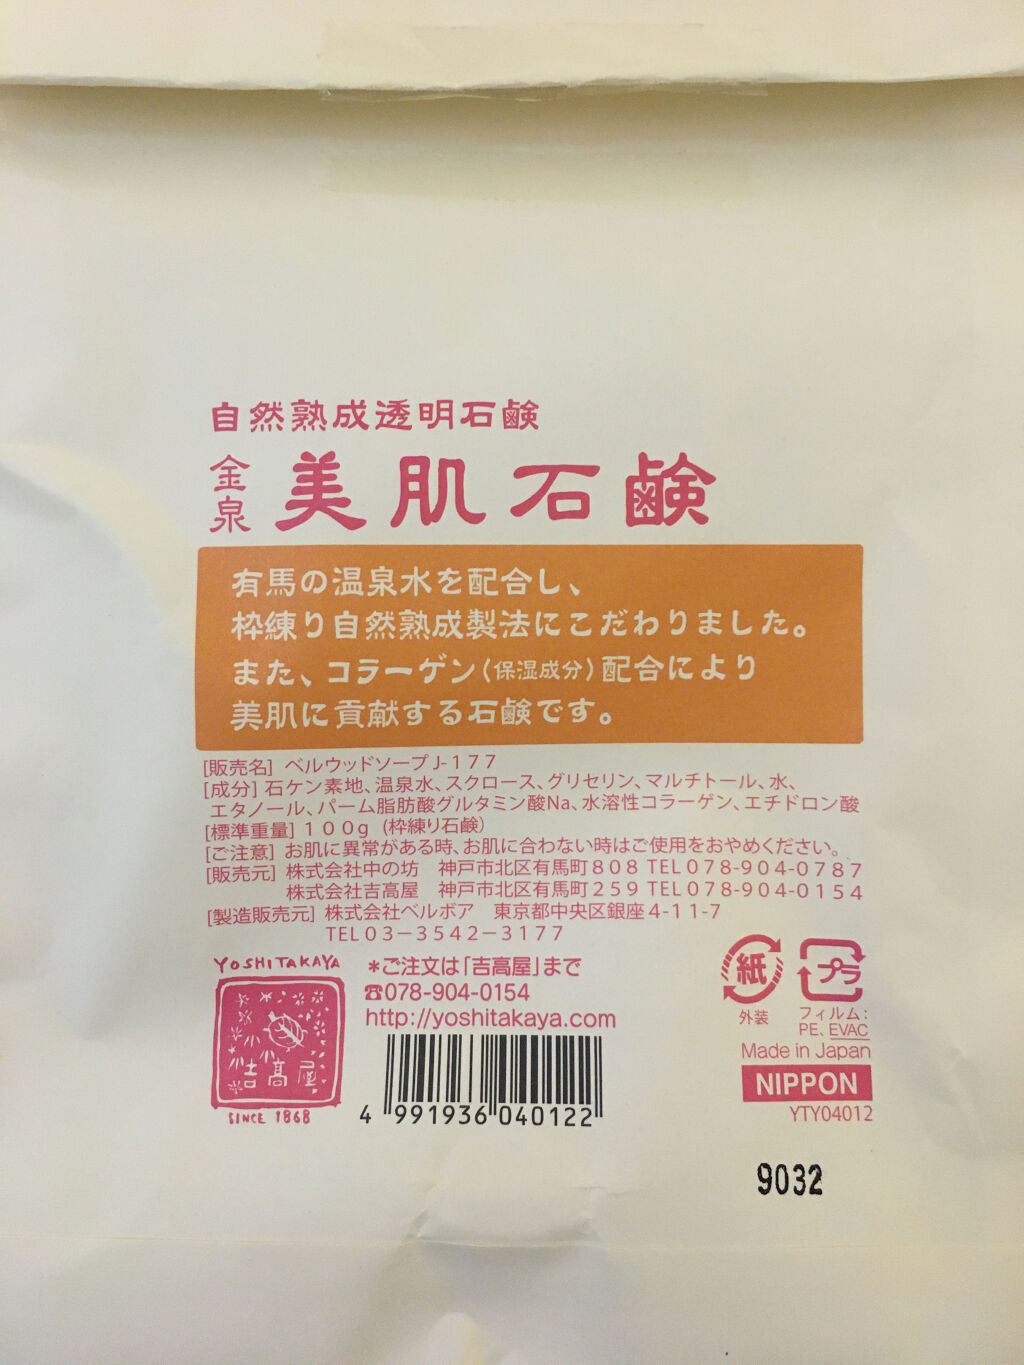 自然熟成透明石鹸
金泉 美肌石鹸
有馬の温泉水を配合し、
枠練り自然熟成製法にこだわりました。
また、コラーゲン(保湿成分)配合により
美肌に貢献する石鹸です。
[販売名] ベルウッドソープ J-177
[成分] 石ケン素地、温泉水、スクロース、グリセリン、マルチトール、水、
エタノール、パーム脂肪酸グルタミン酸Na、水溶性コラーゲン、エチドロン酸
[標準重量] 100g (枠練り石鹸)
[ご注意] お肌に異常がある時、お肌に合わない時はご使用をおやめください。
[販売元] 株式会社中の坊 神戸市北区有馬町808 TEL078-904-0787
株式会社吉高屋 神戸市北区有馬町259 TEL078-904-0154
[製造販売元] 株式会社ベルボア 東京都中央区銀座4-11-7
TEL03-3542-3177
YOSHITAKAYA
吉高屋
SINCE 1868
*ご注文は「吉高屋」まで
☎078-904-0154
http://yoshitakaya.com
4 991936 040122
紙
外装
プラ
フィルム:
PE、EVAC
Made in Japan
NIPPON
YTY04012
9032